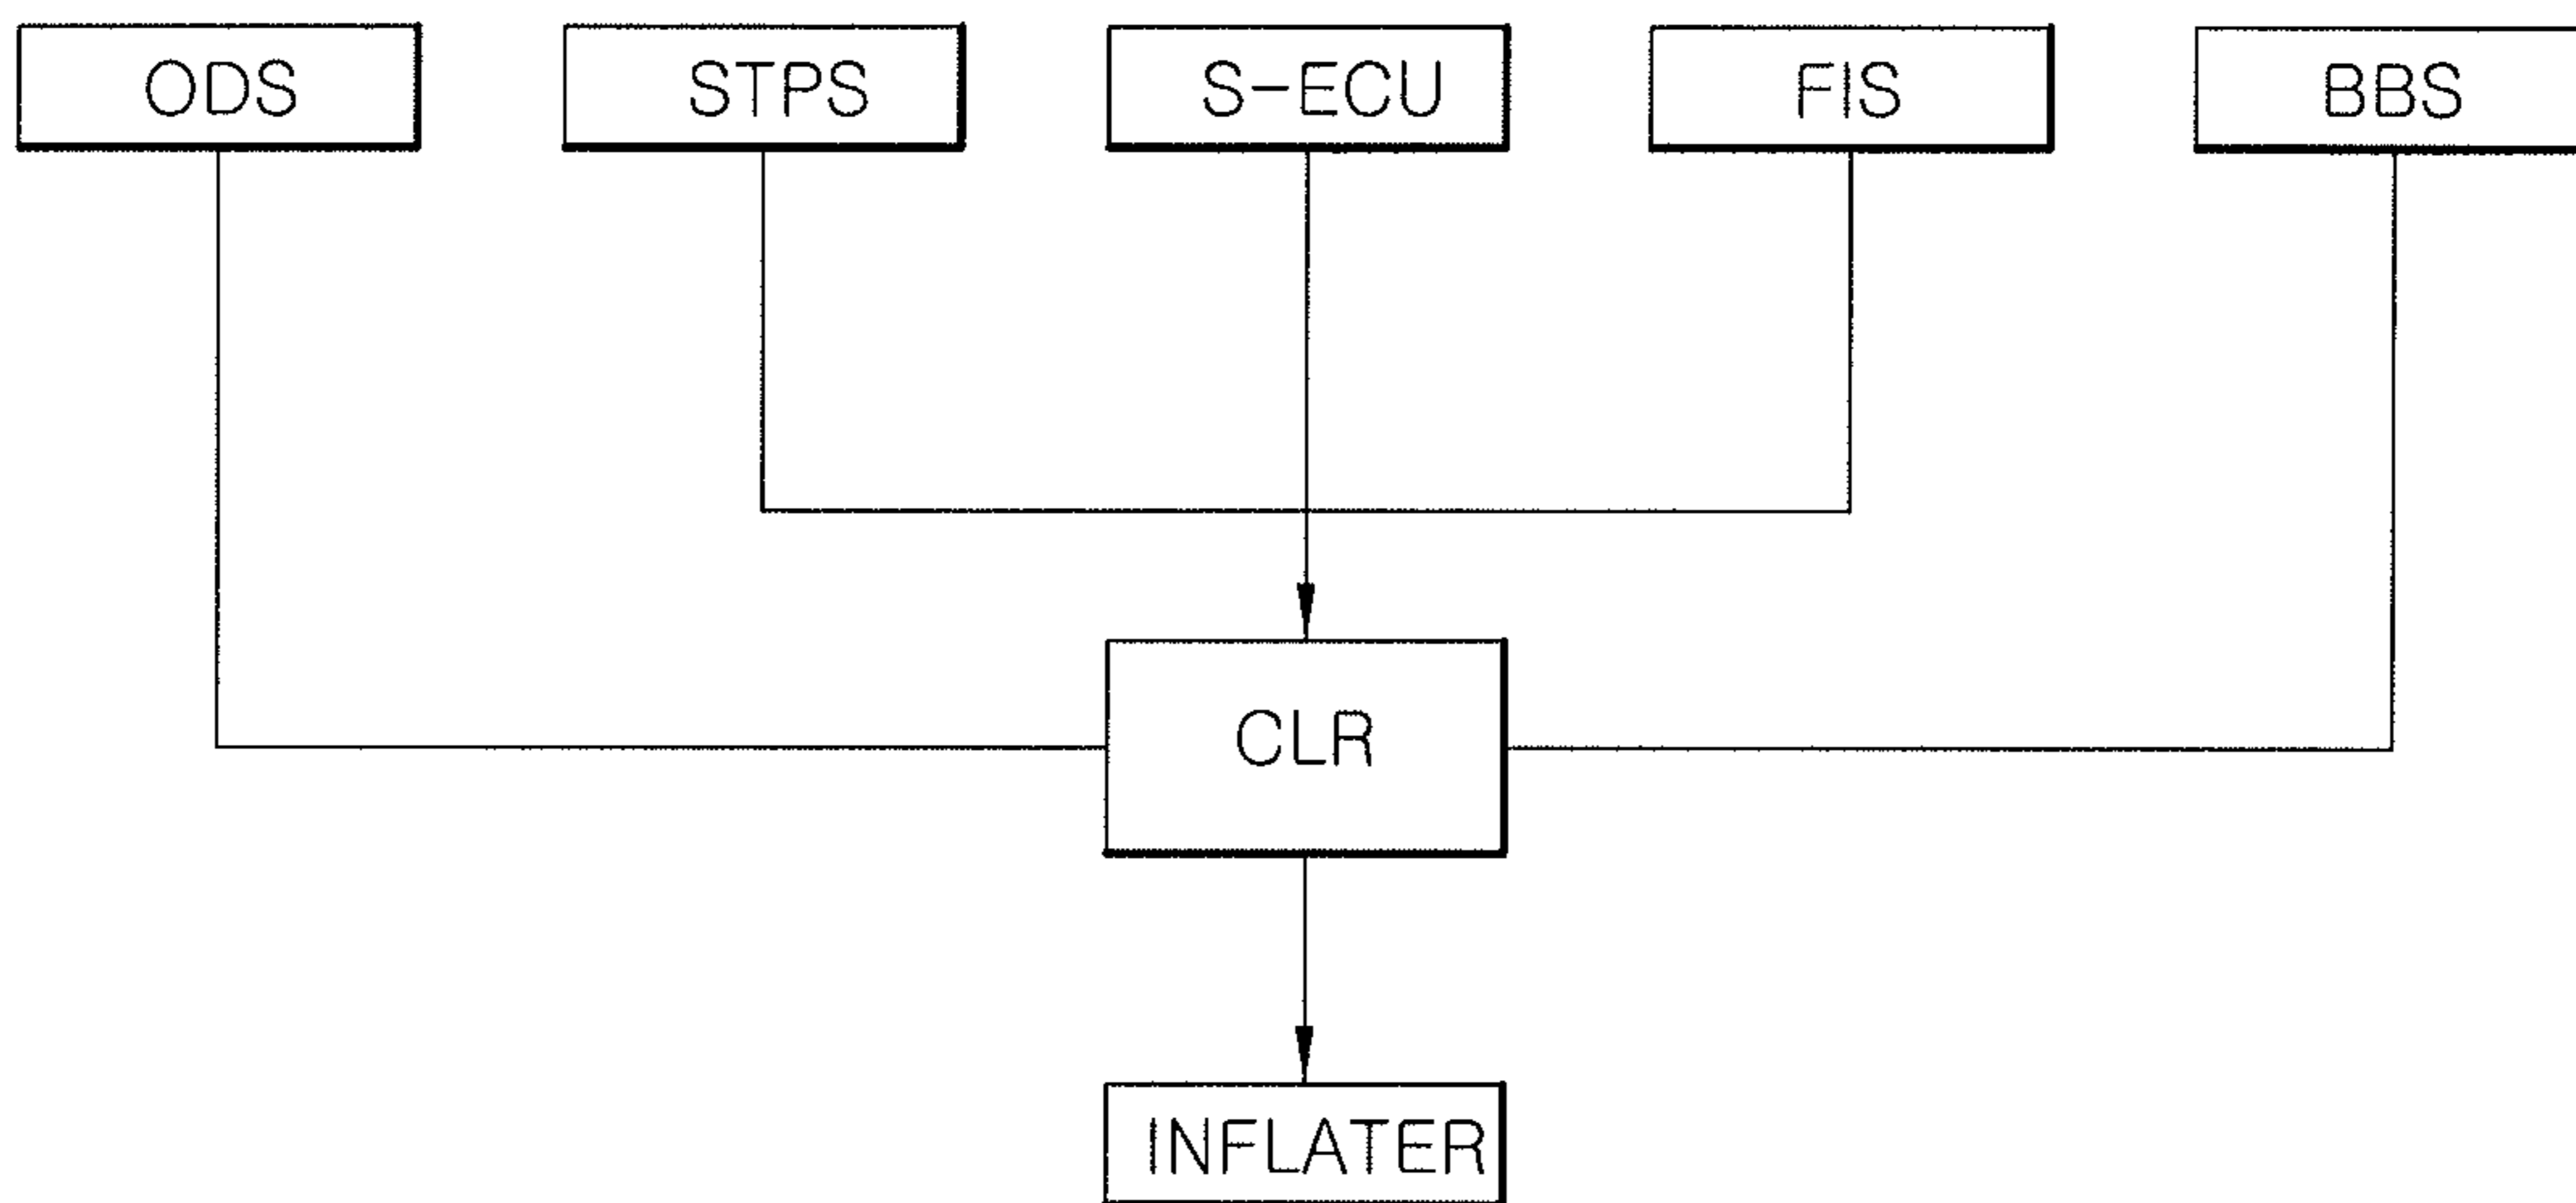 ODS
STPS
S-ECU
FIS
BBS
CLR
INFLATER